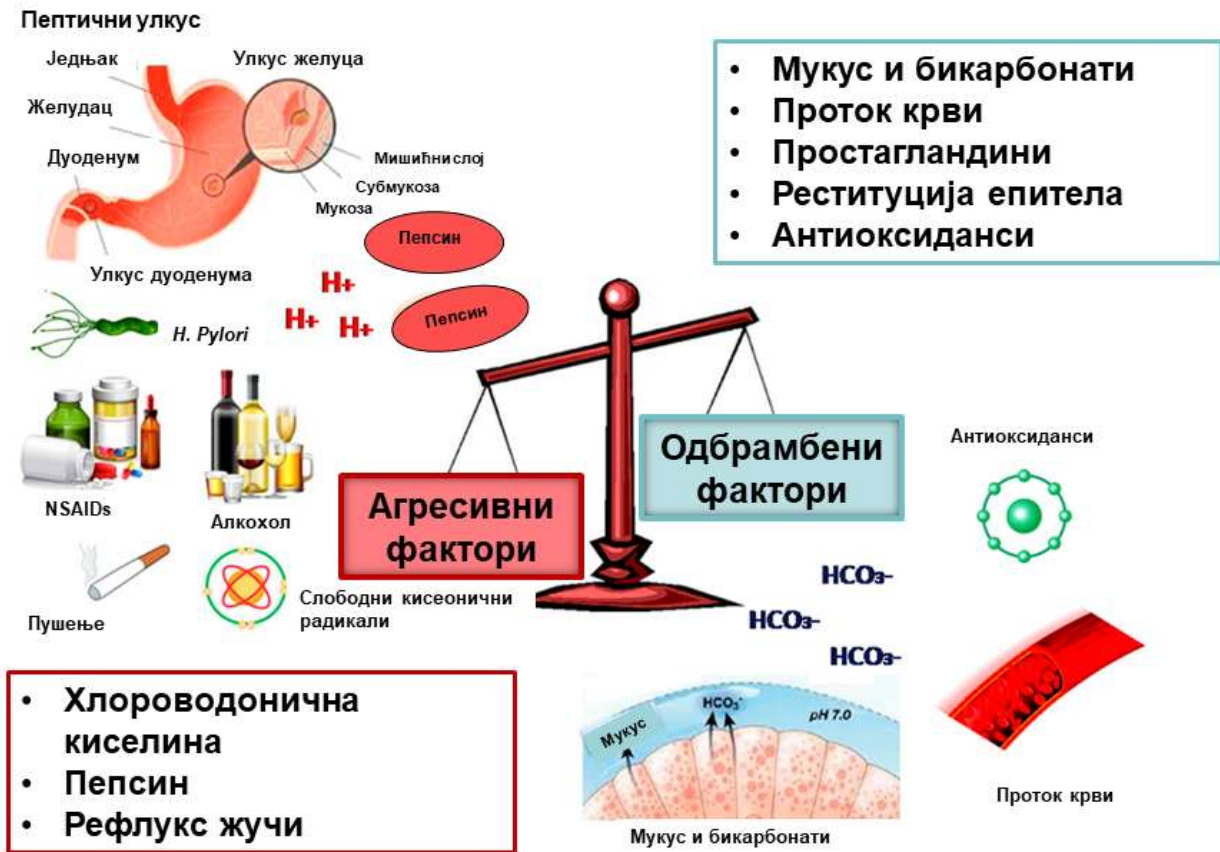 Пептични улкус
Једњак
Улкус желуца
Желудац
Дуоденум
Мишићни слој
Субмукоза
Мукоза
Улкус дуоденума
Пепсин
Пепсин
H+
H+
H+
H. Pylori
NSAIDs
Алкохол
Пушење
Слободни кисеонични
радикали
• Мукус и бикарбонати
• Проток крви
• Простагландини
• Реституција епитела
• Антиоксиданси
Агресивни
фактори
Одбрамбени
фактори
Антиоксиданси
HCO₃-
HCO₃-
HCO₃-
• Хлороводонична
киселина
• Пепсин
• Рефлукс жучи
Мукус
HCO₃⁻
pH 7.0
Мукус и бикарбонати
Проток крви